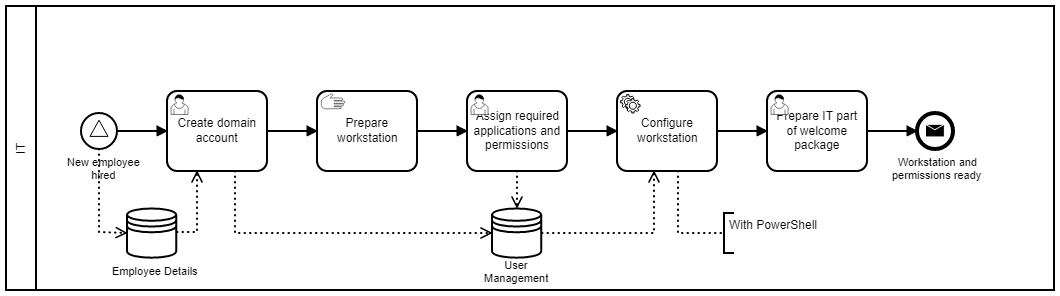 IT
New employee
hired
Create domain
account
Prepare
workstation
Assign required
applications and
permissions
Configure
workstation
Prepare IT part
of welcome
package
Workstation and
permissions ready
Employee Details
User
Management
With PowerShell